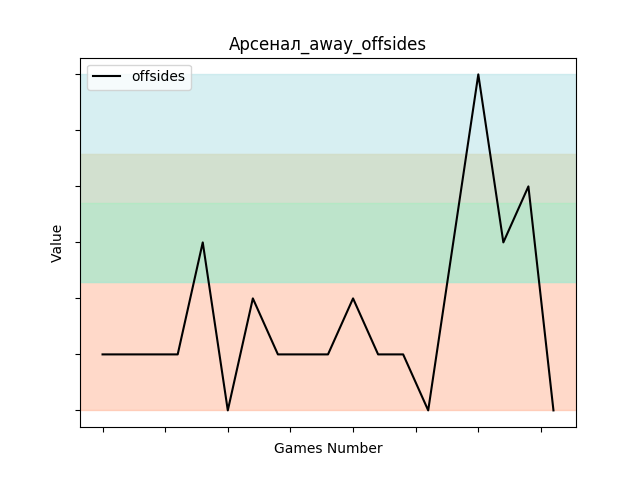 Арсенал_away_offsides
offsides
Value
Games Number